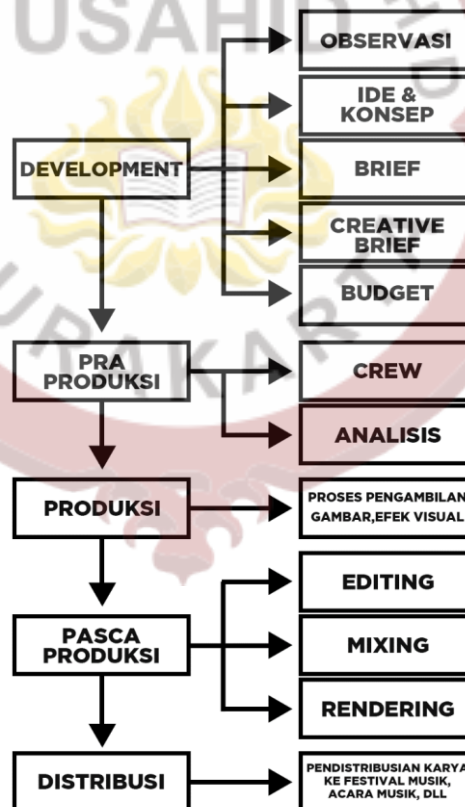 USAHID
OBSERVASI
IDE &
KONSEP
DEVELOPMENT
BRIEF
CREATIVE
BRIEF
BUDGET
URAKARTA
PRA
PRODUKSI
CREW
ANALISIS
PRODUKSI
PROSES PENGAMBILAN
GAMBAR,EFEK VISUAL
EDITING
PASCA
PRODUKSI
MIXING
RENDERING
DISTRIBUSI
PENDISTRIBUSIAN KARYA
KE FESTIVAL MUSIK,
ACARA MUSIK, DLL